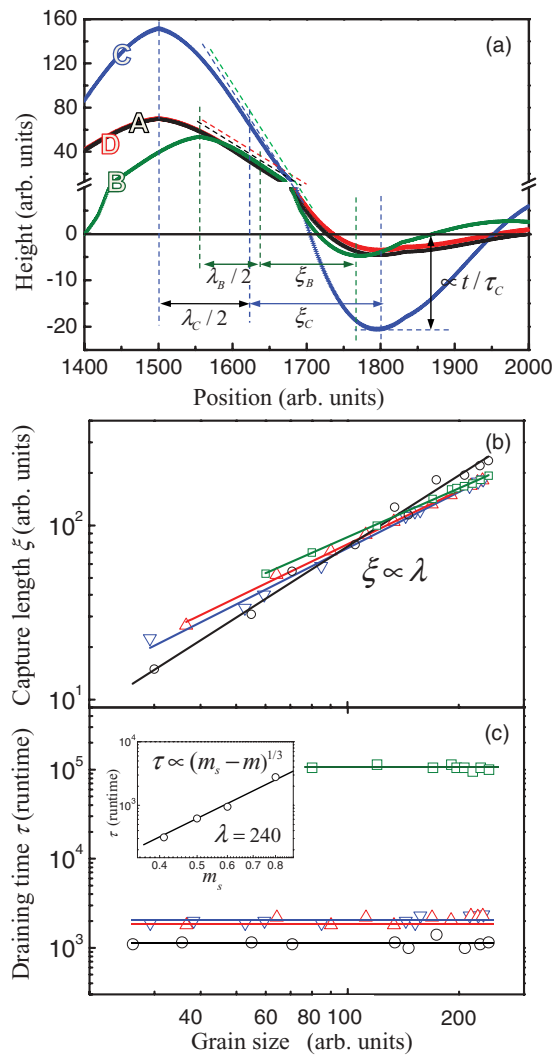 160
120
80
40
0
-10
-20
Height (arb. units)
(a)
C
A
D
B
λ_B / 2
ξ_B
λ_C / 2
ξ_C
∝ t/τ_C
1400 1500 1600 1700 1800 1900 2000
Position (arb. units)
(b)
10^2
10^1
Capture length ξ (arb. units)
ξ ∝ λ
(c)
10^5
10^4
10^3
Draining time τ (runtime)
10^4
10^3
τ (runtime)
τ ∝ (m_s − m)^{1/3}
λ = 240
0.4 0.5 0.6 0.8
m_s
40 60 80 100 200
Grain size (arb. units)